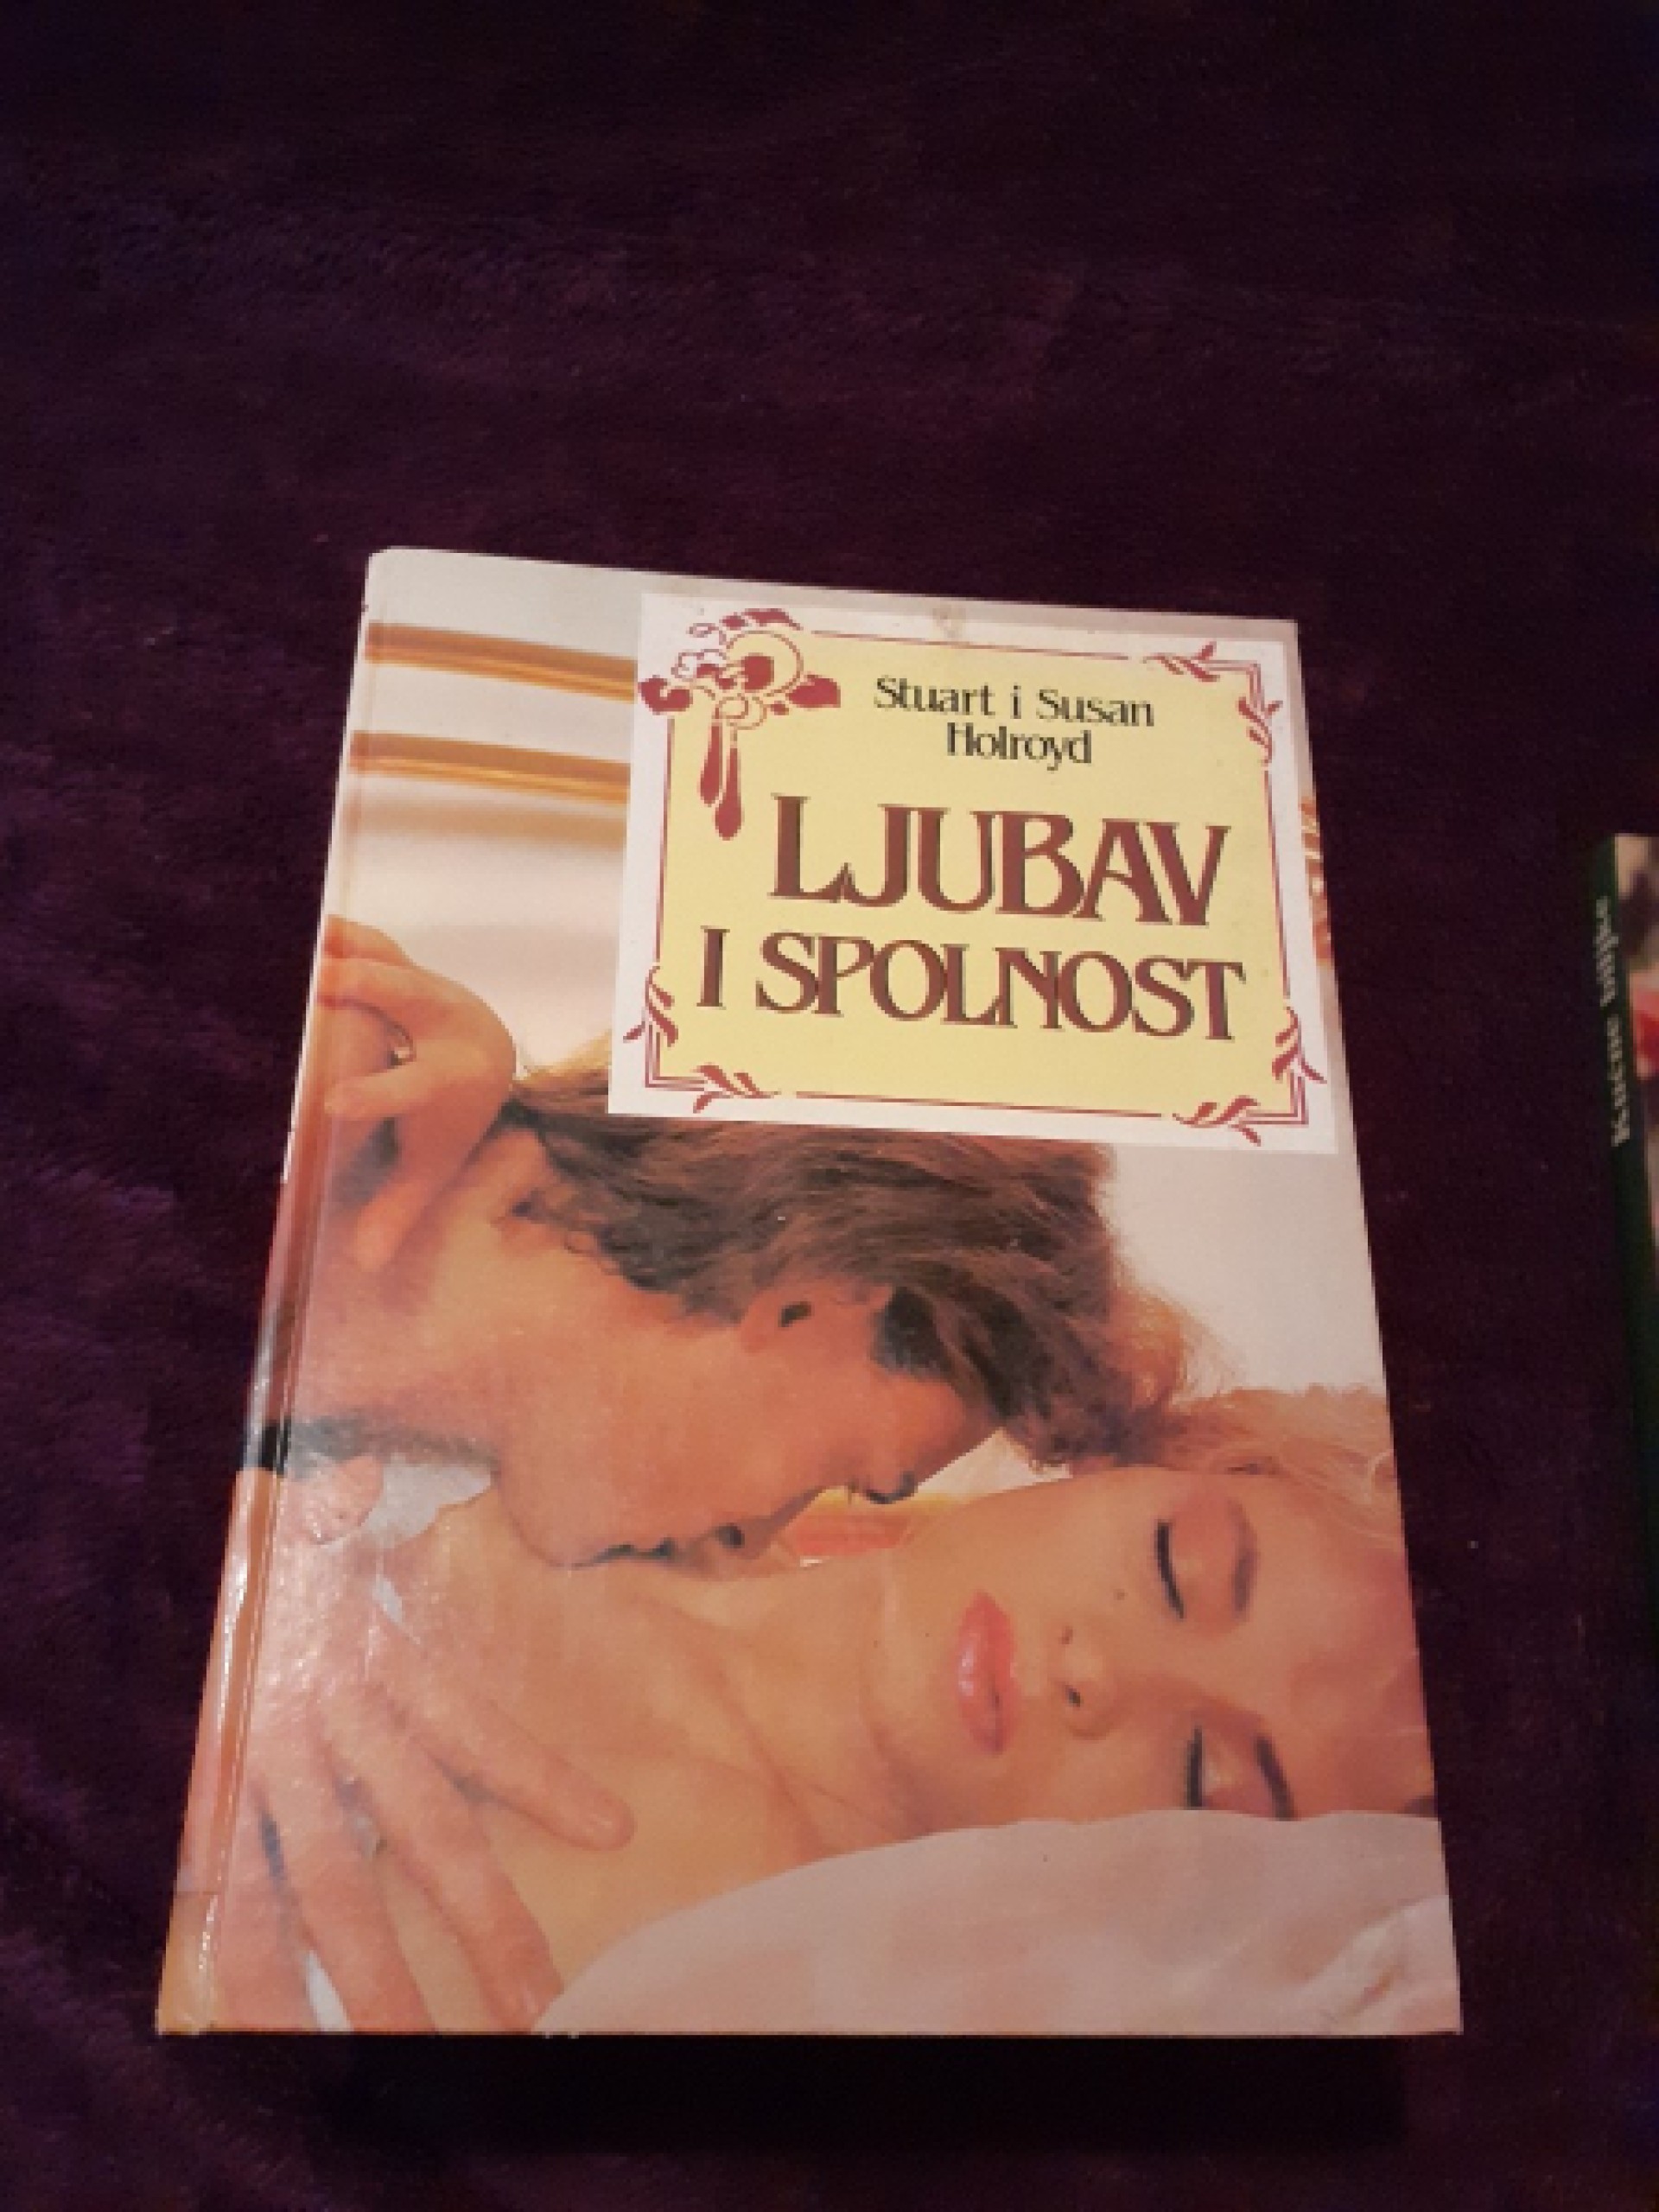 Stuart i Susan
Holroyd
LJUBAV
I SPOLNOST